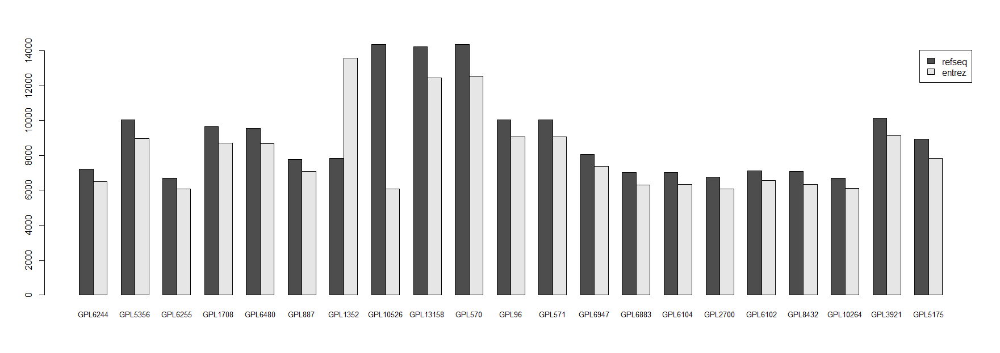 14000
12000
10000
8000
6000
4000
2000
0
refseq
entrez
GPL6244 GPL5356 GPL6255 GPL1708 GPL6480 GPL887 GPL1352 GPL10526 GPL13158 GPL570 GPL96 GPL571 GPL6947 GPL6883 GPL6104 GPL2700 GPL6102 GPL8432 GPL10264 GPL3921 GPL5175